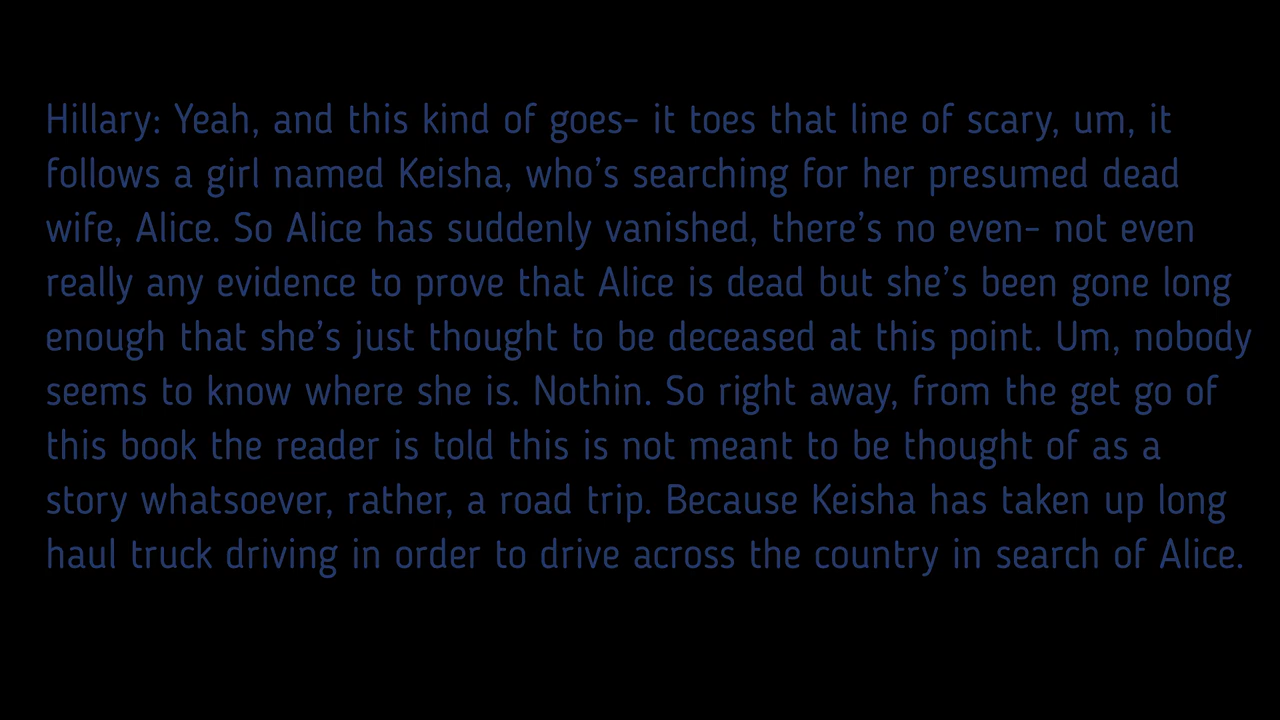 Hillary: Yeah, and this kind of goes– it toes that line of scary, um, it
follows a girl named Keisha, who’s searching for her presumed dead
wife, Alice. So Alice has suddenly vanished, there’s no even– not even
really any evidence to prove that Alice is dead but she’s been gone long
enough that she’s just thought to be deceased at this point. Um, nobody
seems to know where she is. Nothin. So right away, from the get go of
this book the reader is told this is not meant to be thought of as a
story whatsoever, rather, a road trip. Because Keisha has taken up long
haul truck driving in order to drive across the country in search of Alice.